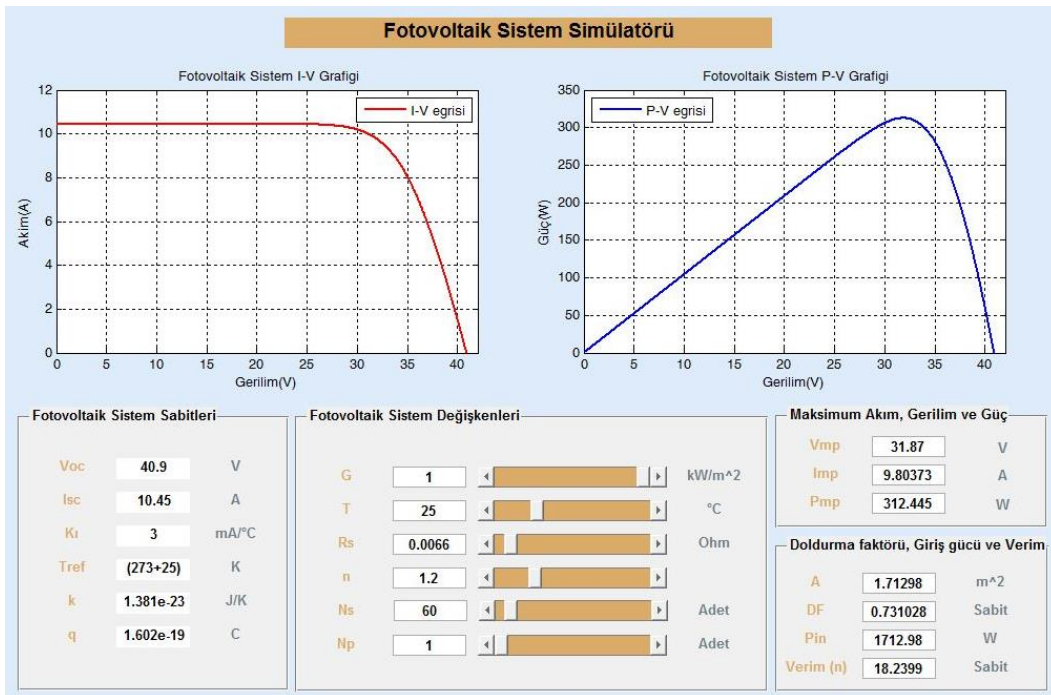 Fotovoltaik Sistem Simülatörü
Fotovoltaik Sistem I-V Grafigi
I-V egrisi
Akim(A)
12
10
8
6
4
2
0
0 5 10 15 20 25 30 35 40
Gerilim(V)
Fotovoltaik Sistem P-V Grafigi
P-V egrisi
Güç(W)
350
300
250
200
150
100
50
0
0 5 10 15 20 25 30 35 40
Gerilim(V)
Fotovoltaik Sistem Sabitleri
Voc 40.9 V
Isc 10.45 A
Kı 3 mA/°C
Tref (273+25) K
k 1.381e-23 J/K
q 1.602e-19 C
Fotovoltaik Sistem Değişkenleri
G 1 kW/m^2
T 25 °C
Rs 0.0066 Ohm
n 1.2
Ns 60 Adet
Np 1 Adet
Maksimum Akım, Gerilim ve Güç
Vmp 31.87 V
Imp 9.80373 A
Pmp 312.445 W
Doldurma faktörü, Giriş gücü ve Verim
A 1.71298 m^2
DF 0.731028 Sabit
Pin 1712.98 W
Verim (n) 18.2399 Sabit